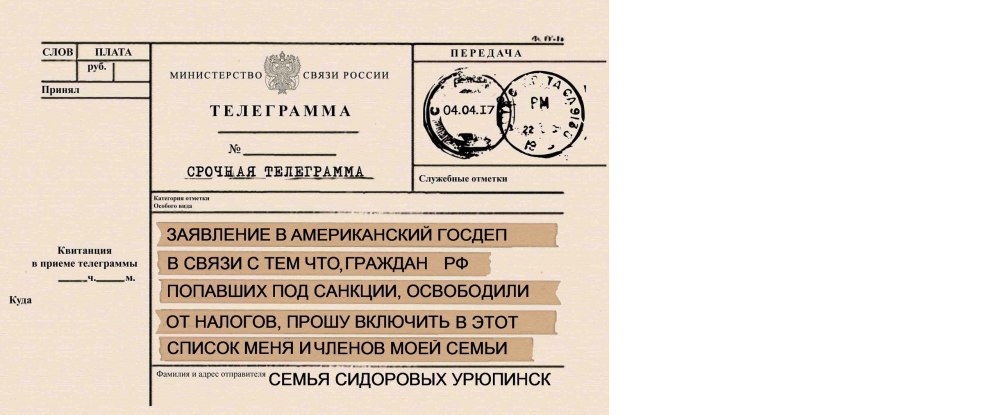 СЛОВ ПЛАТА
руб.
Принял
МИНИСТЕРСТВО СВЯЗИ РОССИИ
ТЕЛЕГРАММА
№
СРОЧНАЯ ТЕЛЕГРАММА
ПЕРЕДАЧА
04.04.17
PM
22
Служебные отметки
Категория отметки
Особого вида
ЗАЯВЛЕНИЕ В АМЕРИКАНСКИЙ ГОСДЕП
В СВЯЗИ С ТЕМ ЧТО, ГРАЖДАН РФ
ПОПАВШИХ ПОД САНКЦИИ, ОСВОБОДИЛИ
ОТ НАЛОГОВ, ПРОШУ ВКЛЮЧИТЬ В ЭТОТ
СПИСОК МЕНЯ И ЧЛЕНОВ МОЕЙ СЕМЬИ
Квитанция
в приеме телеграммы
ч. м.
Куда
Фамилия и адрес отправителя СЕМЬЯ СИДОРОВЫХ УРЮПИНСК